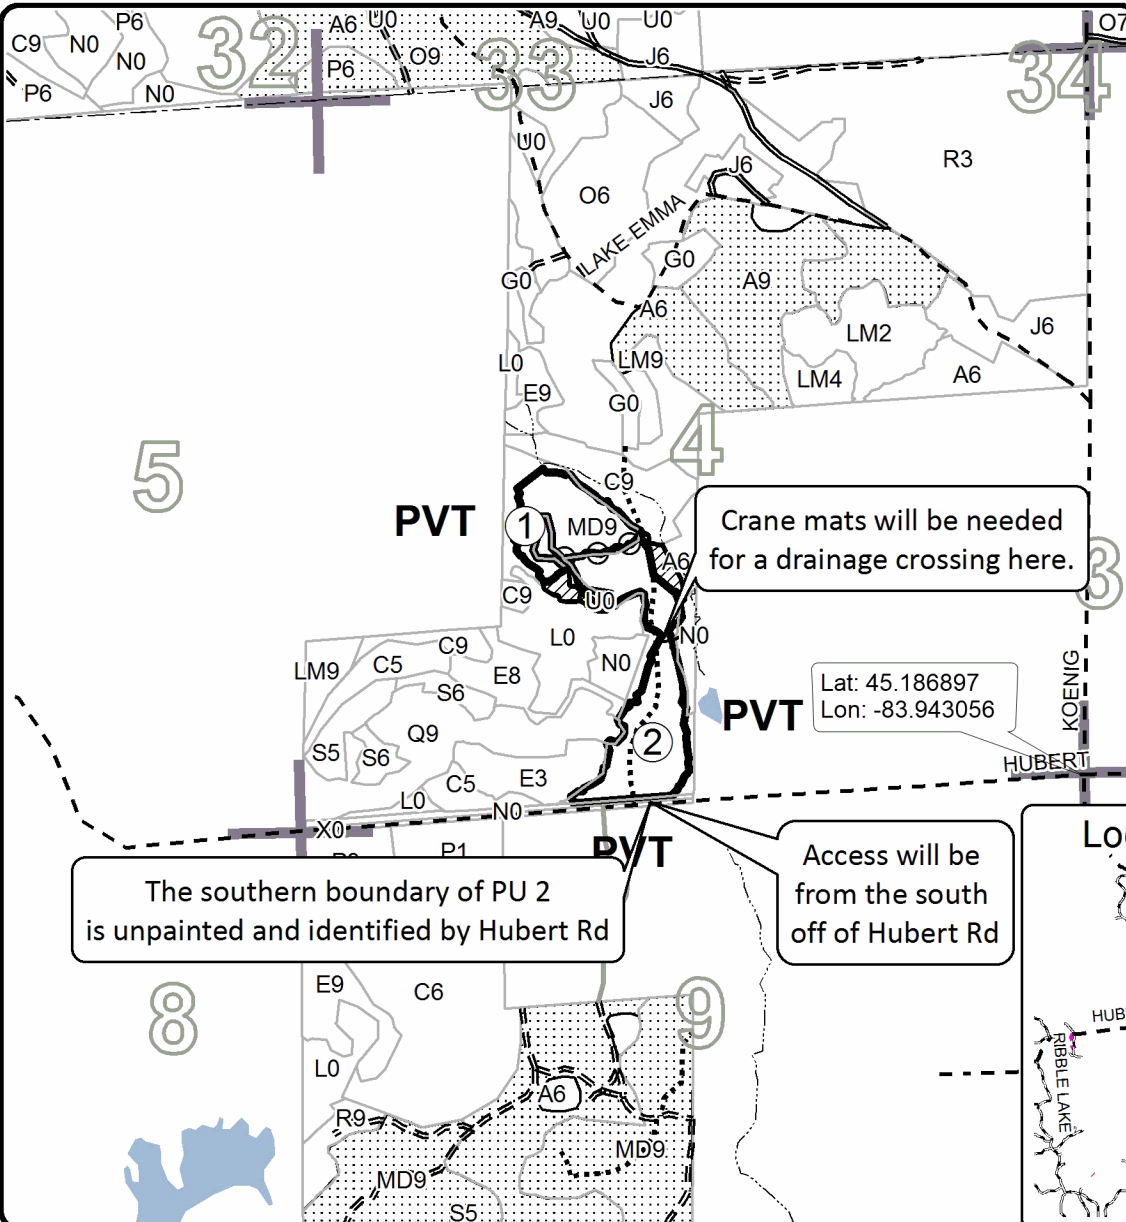 P6
A6
U0
A9
U0
U0
O7
C9
N0
32
O9
33
J6
34
N0
P6
P6
N0
J6
U0
J6
R3
O6
LAKE EMMA
G0
G0
A9
A6
J6
LM2
L0
LM9
LM4
A6
E9
G0
4
5
C9
PVT
1
MD9
Crane mats will be needed
for a drainage crossing here.
A6
3
C9
U0
L0
N0
C9
N0
LM9
C5
E8
S6
KOENIG
Lat: 45.186897
Lon: -83.943056
PVT
Q9
2
S5
S6
HUBERT
E3
C5
L0
N0
X0
P1
PVT
The southern boundary of PU 2
is unpainted and identified by Hubert Rd
Access will be
from the south
off of Hubert Rd
E9
C6
8
9
HUB
RIBBLE LAKE
L0
A6
R9
MD9
MD9
S5